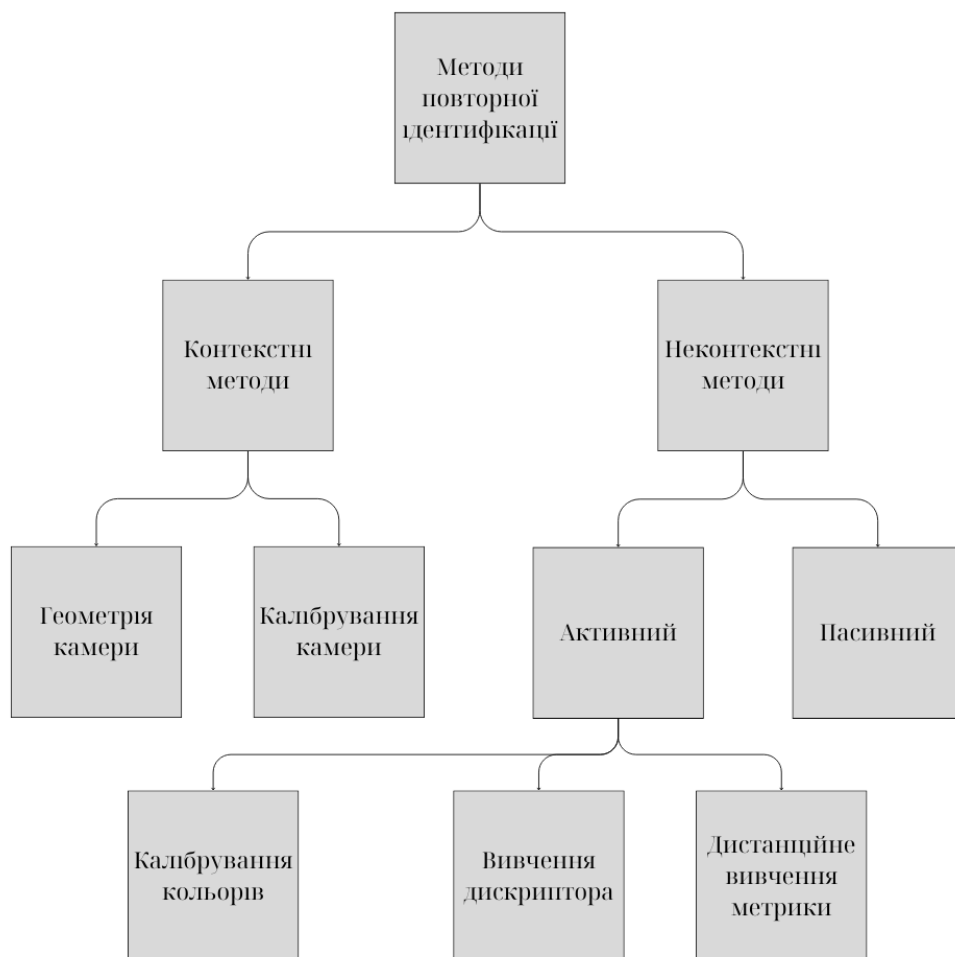 Методи
повторної
ідентифікації
Контекстні
методи
Неконтекстні
методи
Геометрія
камери
Калібрування
камери
Активний
Пасивний
Калібрування
кольорів
Вивчення
дискриптора
Дистанційне
вивчення
метрики